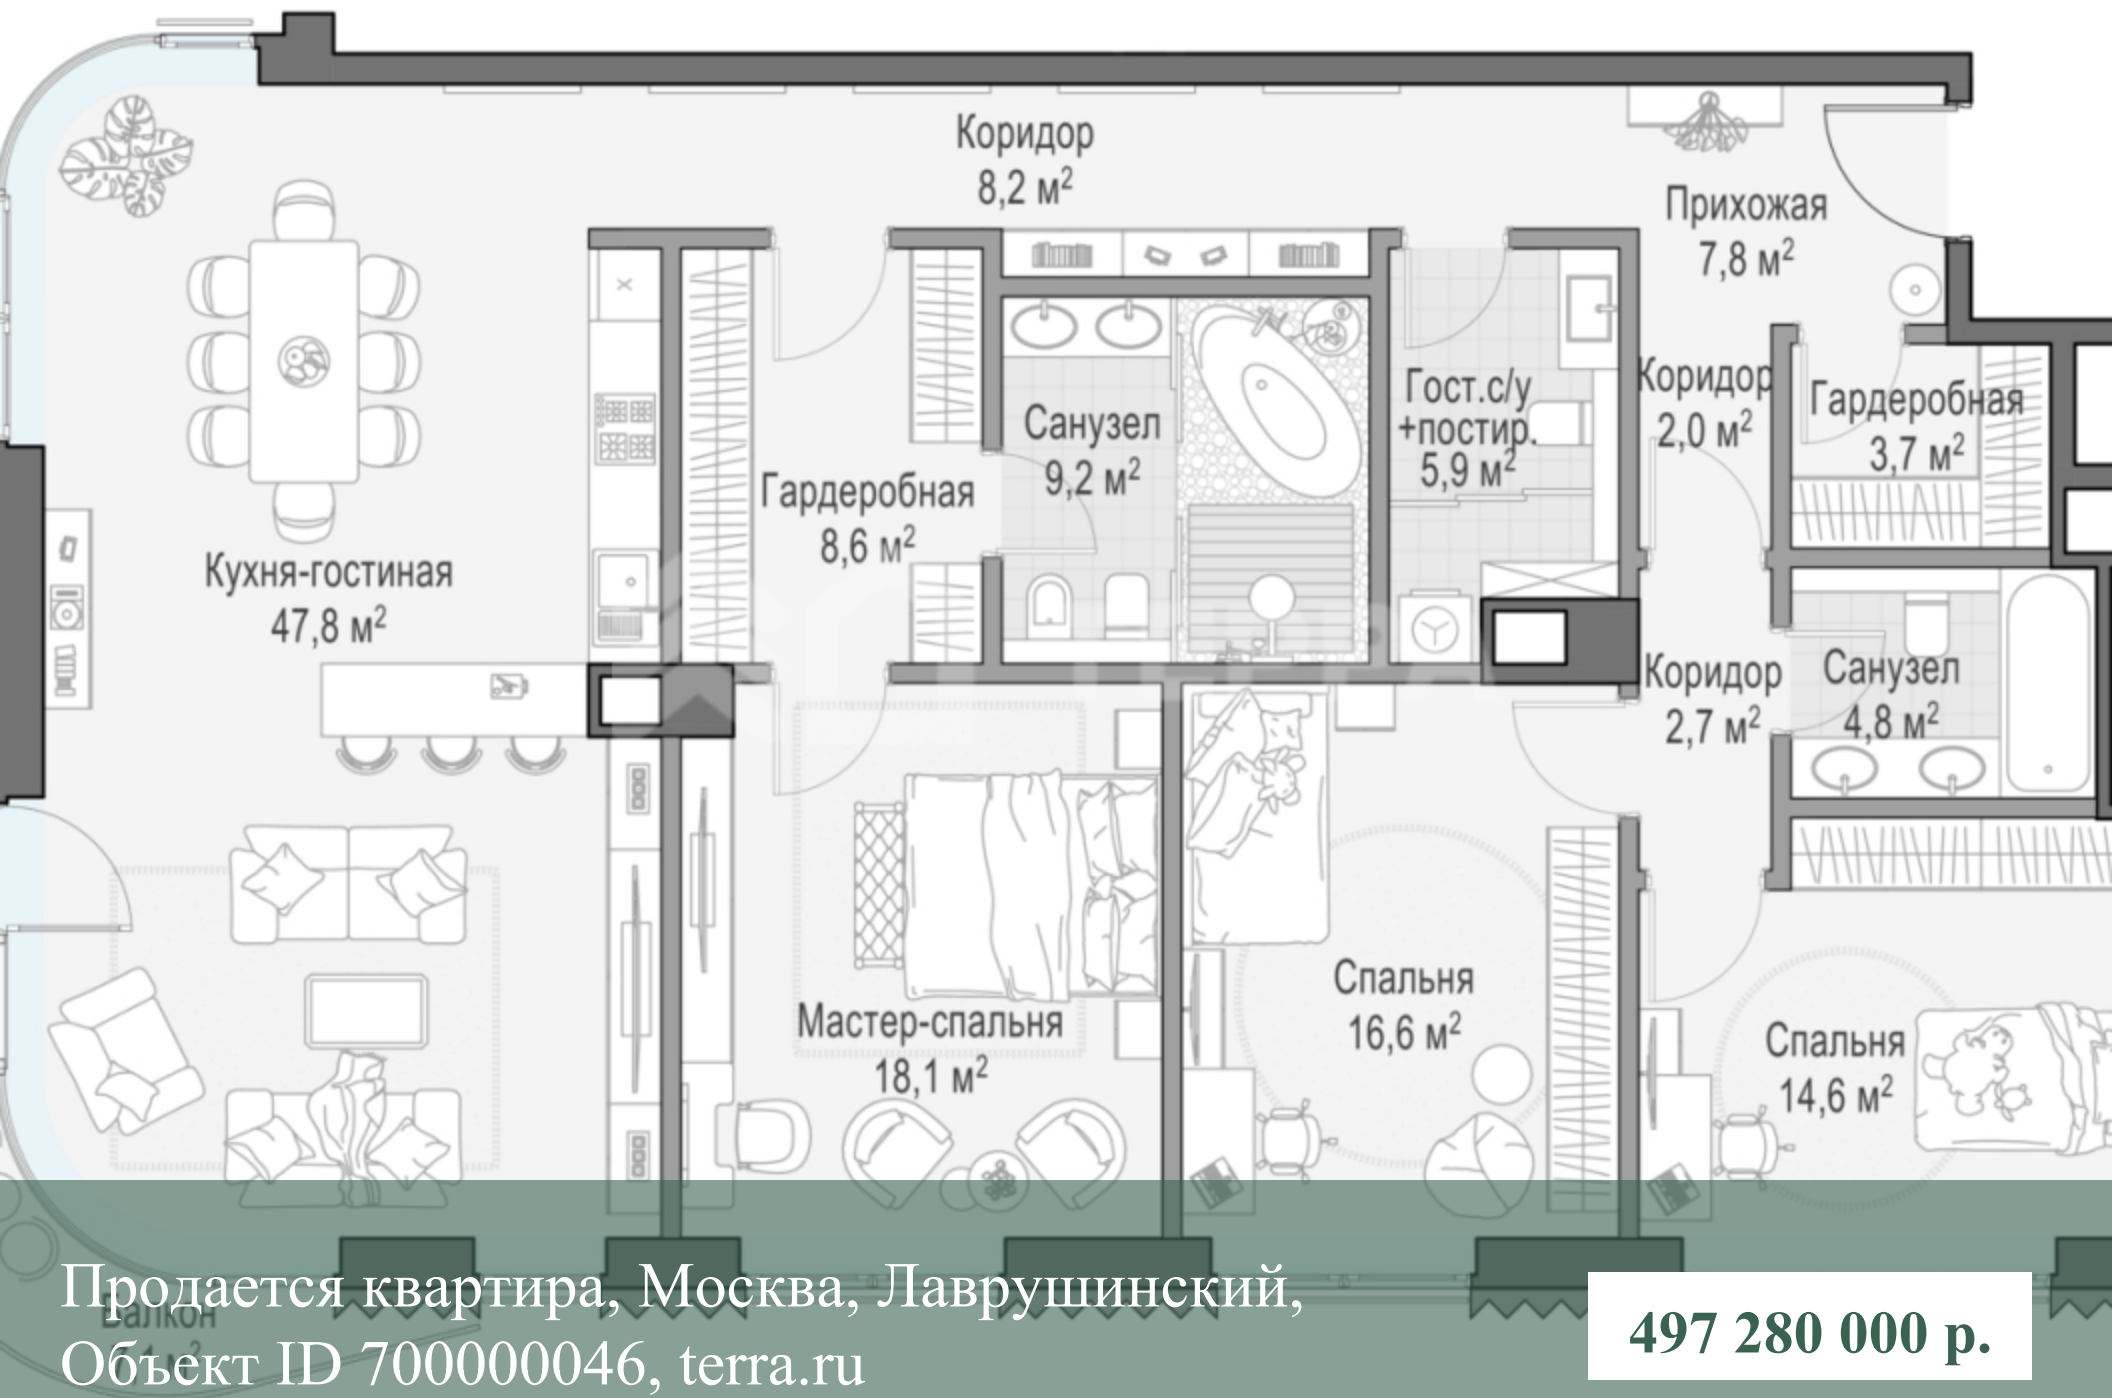 Коридор
8,2 м²
Прихожая
7,8 м²
Гост.с/у
+постир.
5,9 м²
Коридор
2,0 м²
Гардеробная
3,7 м²
Санузел
9,2 м²
Гардеробная
8,6 м²
Кухня-гостиная
47,8 м²
ТЕРРА
Коридор
2,7 м²
Санузел
4,8 м²
Спальня
16,6 м²
Мастер-спальня
18,1 м²
Спальня
14,6 м²
Балкон
Продается квартира, Москва, Лаврушинский,
Объект ID 700000046, terra.ru
497 280 000 р.